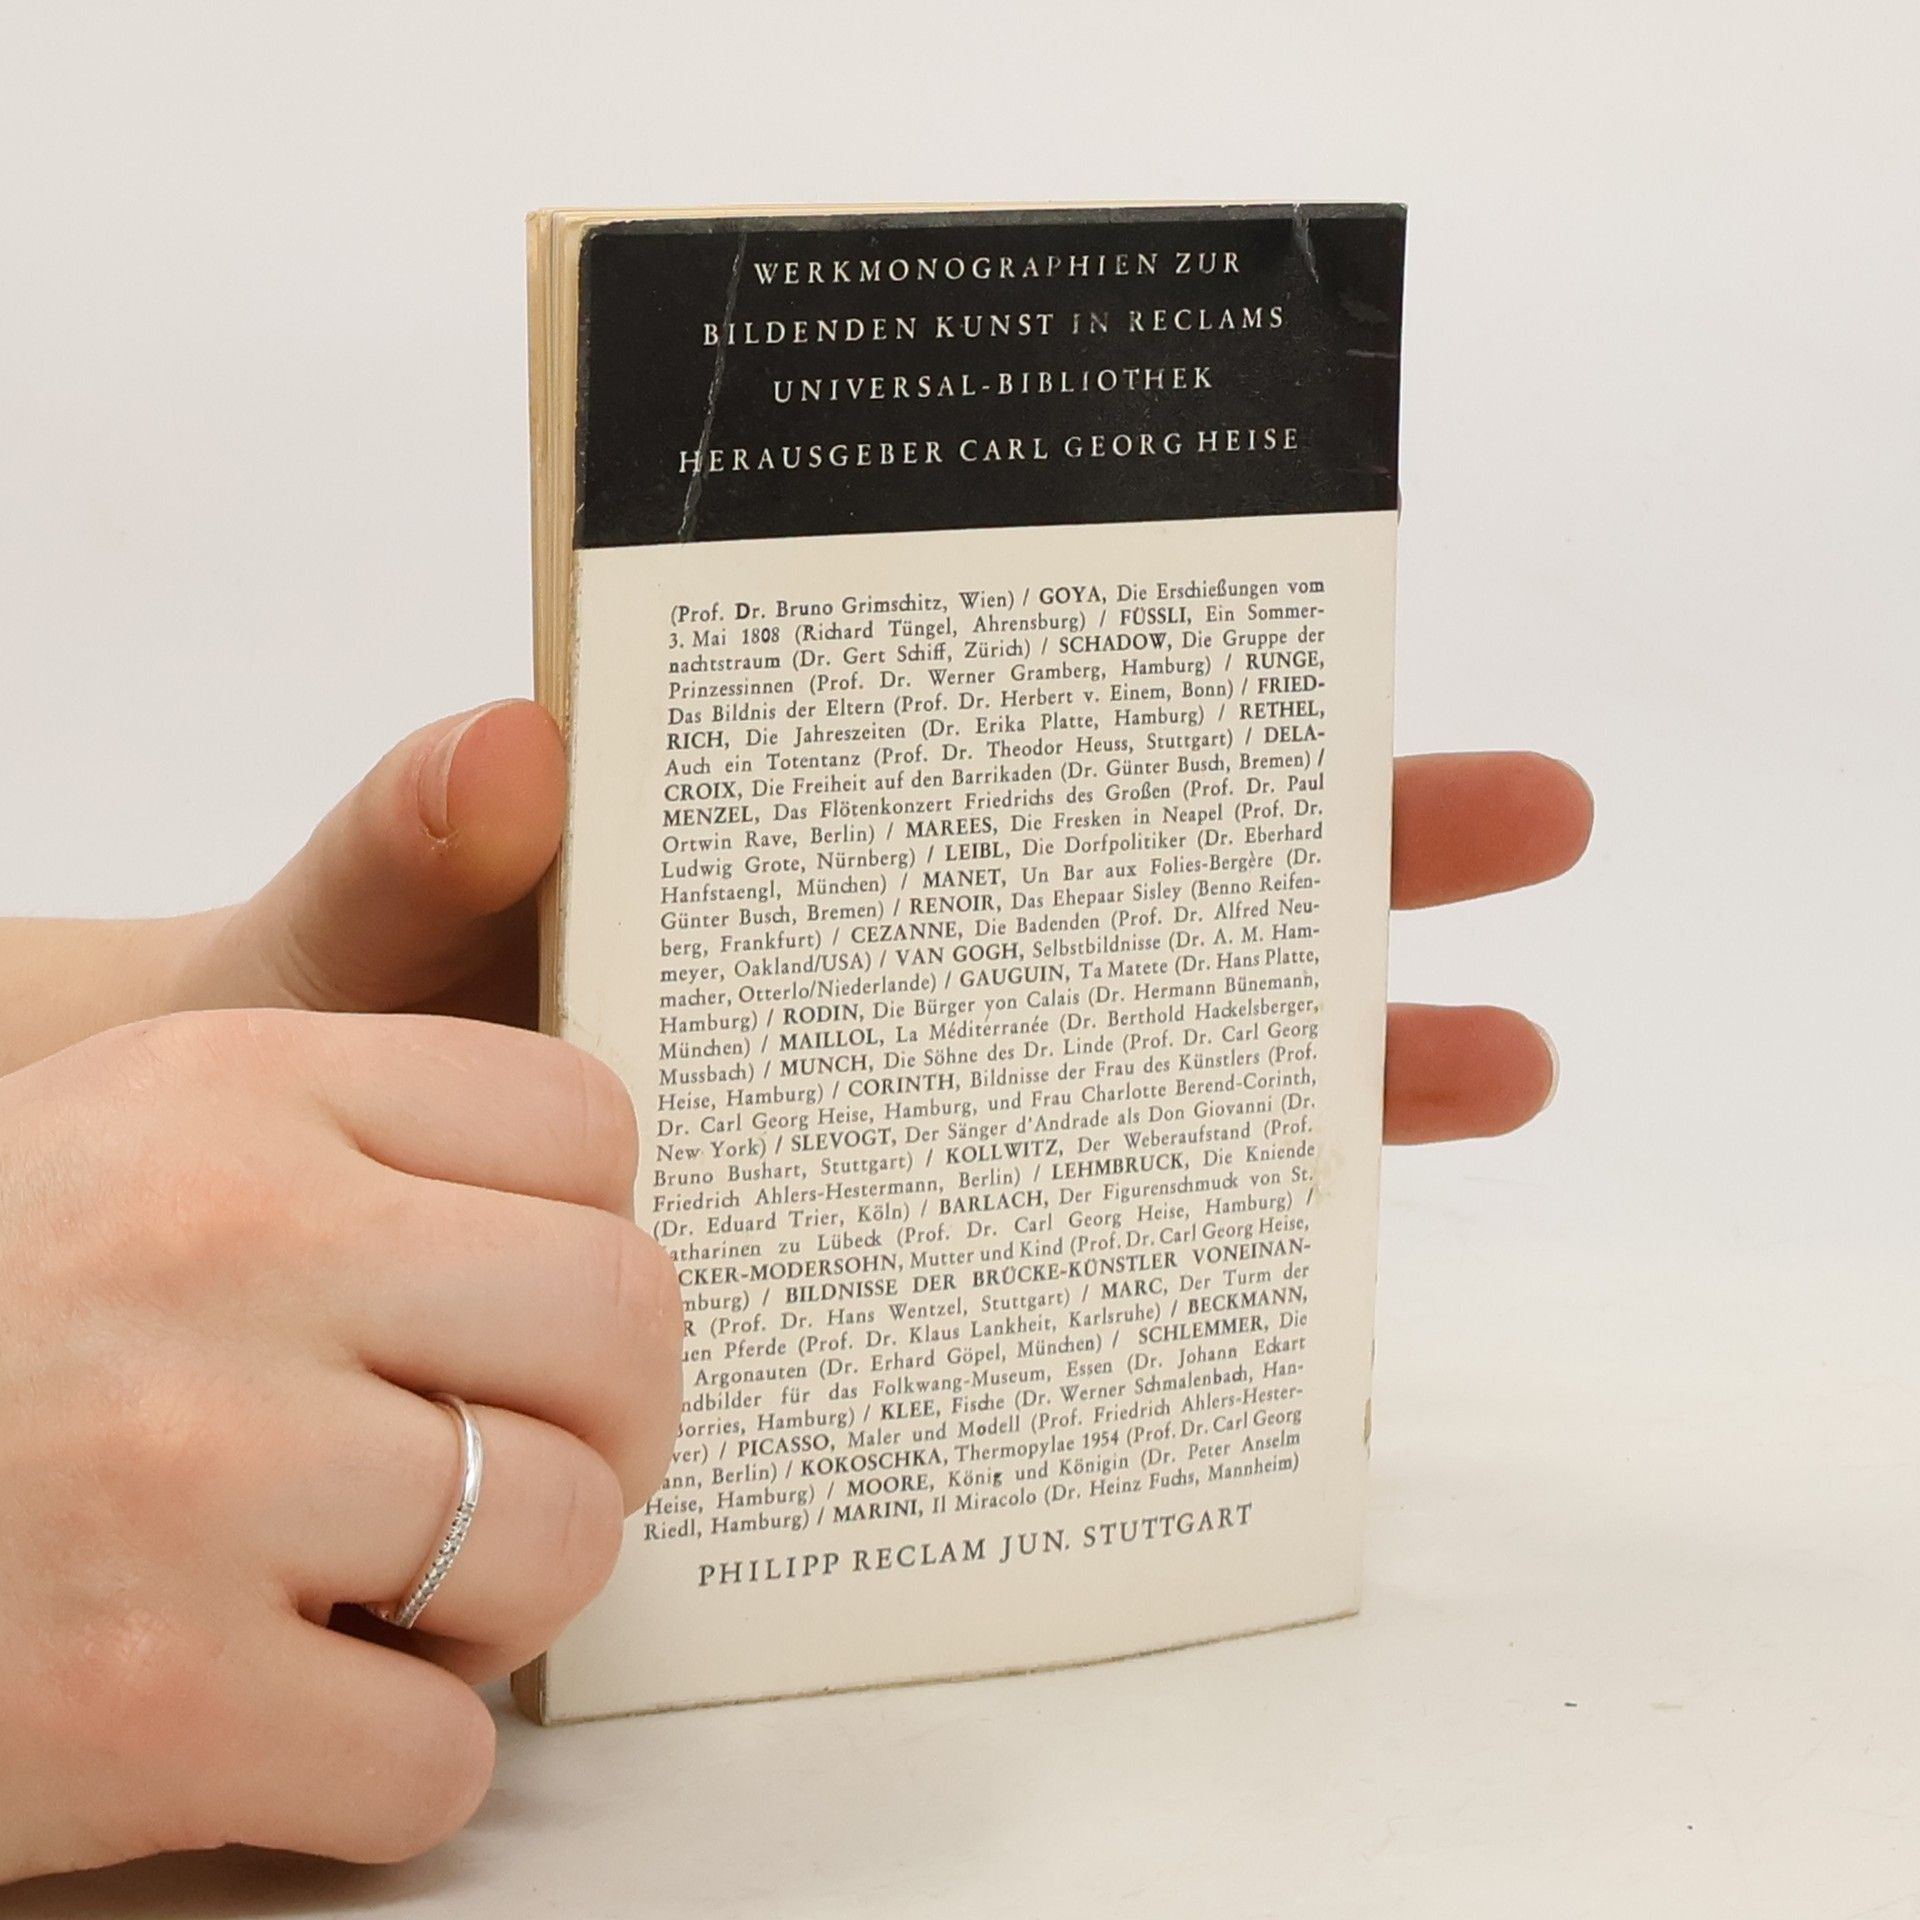 WERKMONOGRAPHIEN ZUR
BILDENDEN KUNST IN RECLAMS
UNIVERSAL-BIBLIOTHEK
HERAUSGEBER CARL GEORG HEISE
(Prof. Dr. Bruno Grimschitz, Wien) / GOYA, Die Erschießungen vom
3. Mai 1808 (Richard Tüngel, Ahrensburg) / FÜSSLI, Ein Sommer-
nachtstraum (Dr. Gert Schiff, Zürich) / SCHADOW, Die Gruppe der
Prinzessinnen (Prof. Dr. Werner Gramberg, Hamburg) / RUNGE,
Das Bildnis der Eltern (Prof. Dr. Herbert v. Einem, Bonn) / FRIED-
RICH, Die Jahreszeiten (Dr. Erika Platte, Hamburg) / RETHEL,
Auch ein Totentanz (Prof. Dr. Theodor Heuss, Stuttgart) / DELA-
CROIX, Die Freiheit auf den Barrikaden (Dr. Günter Busch, Bremen) /
MENZEL, Das Flötenkonzert Friedrichs des Großen (Prof. Dr. Paul
Ortwin Rave, Berlin) / MAREES, Die Fresken in Neapel (Prof. Dr.
Ludwig Grote, Nürnberg) / LEIBL, Die Dorfpolitiker (Dr. Eberhard
Hanfstaengl, München) / MANET, Un Bar aux Folies-Bergère (Dr.
Günter Busch, Bremen) / RENOIR, Das Ehepaar Sisley (Benno Reifen-
berg, Frankfurt) / CEZANNE, Die Badenden (Prof. Dr. Alfred Neu-
meyer, Oakland/USA) / VAN GOGH, Selbstbildnisse (Dr. A. M. Ham-
macher, Otterlo/Niederlande) / GAUGUIN, Ta Matete (Dr. Hans Platte,
Hamburg) / RODIN, Die Bürger von Calais (Dr. Hermann Bünemann,
München) / MAILLOL, La Méditérranée (Dr. Berthold Hackelsberger,
Mussbach) / MUNCH, Die Söhne des Dr. Linde (Prof. Dr. Carl Georg
Heise, Hamburg) / CORINTH, Bildnisse der Frau des Künstlers (Prof.
Dr. Carl Georg Heise, Hamburg, und Frau Charlotte Berend-Corinth,
New York) / SLEVOGT, Der Sänger d'Andrade als Don Giovanni (Dr.
Bruno Bushart, Stuttgart) / KOLLWITZ, Der Weberaufstand (Prof.
Friedrich Ahlers-Hestermann, Berlin) / LEHMBRUCK, Die Kniende
(Dr. Eduard Trier, Köln) / BARLACH, Der Figurenschmuck von St.
atharinen zu Lübeck (Prof. Dr. Carl Georg Heise, Hamburg) /
CKER-MODERSOHN, Mutter und Kind (Prof. Dr. Carl Georg Heise,
mburg) / BILDNISSE DER BRÜCKE-KÜNSTLER VONEINAN-
R (Prof. Dr. Hans Wentzel, Stuttgart) / MARC, Der Turm der
uen Pferde (Prof. Dr. Klaus Lankheit, Karlsruhe) / BECKMANN,
Argonauten (Dr. Erhard Göpel, München) / SCHLEMMER, Die
ndbilder für das Folkwang-Museum, Essen (Dr. Johann Eckart
Borries, Hamburg) / KLEE, Fische (Dr. Werner Schmalenbach, Han-
ver) / PICASSO, Maler und Modell (Prof. Friedrich Ahlers-Hester-
ann, Berlin) / KOKOSCHKA, Thermopylae 1954 (Prof. Dr. Carl Georg
Heise, Hamburg) / MOORE, König und Königin (Dr. Peter Anselm
Riedl, Hamburg) / MARINI, Il Miracolo (Dr. Heinz Fuchs, Mannheim)
PHILIPP RECLAM JUN. STUTTGART